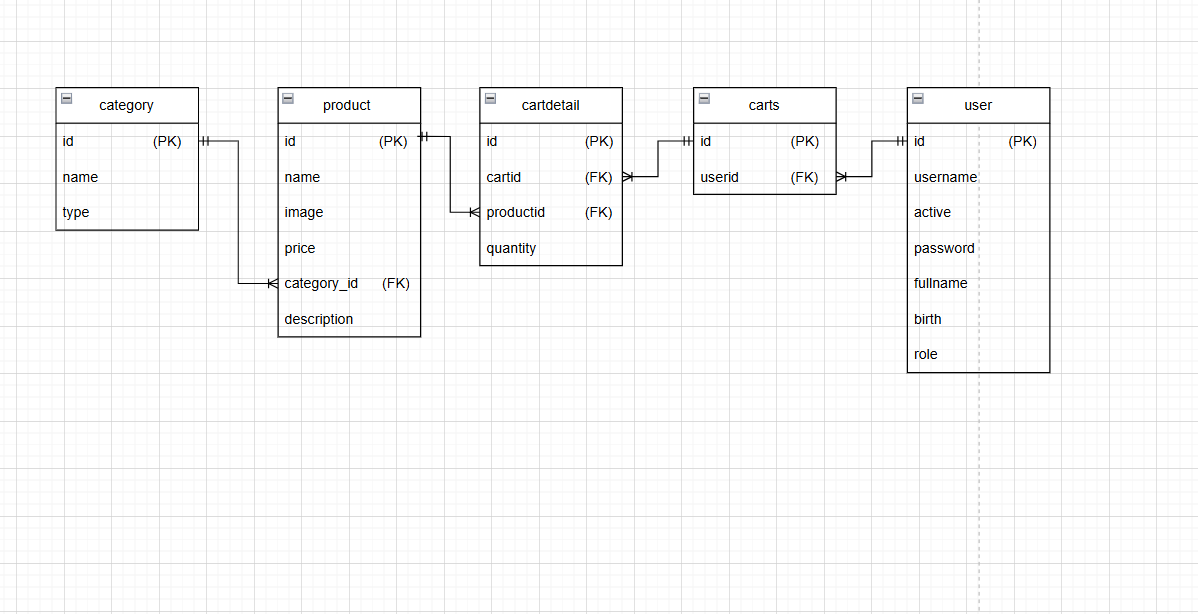 category
id (PK)
name
type
product
id (PK)
name
image
price
category_id (FK)
description
cartdetail
id (PK)
cartid (FK)
productid (FK)
quantity
carts
id (PK)
userid (FK)
user
id (PK)
username
active
password
fullname
birth
role